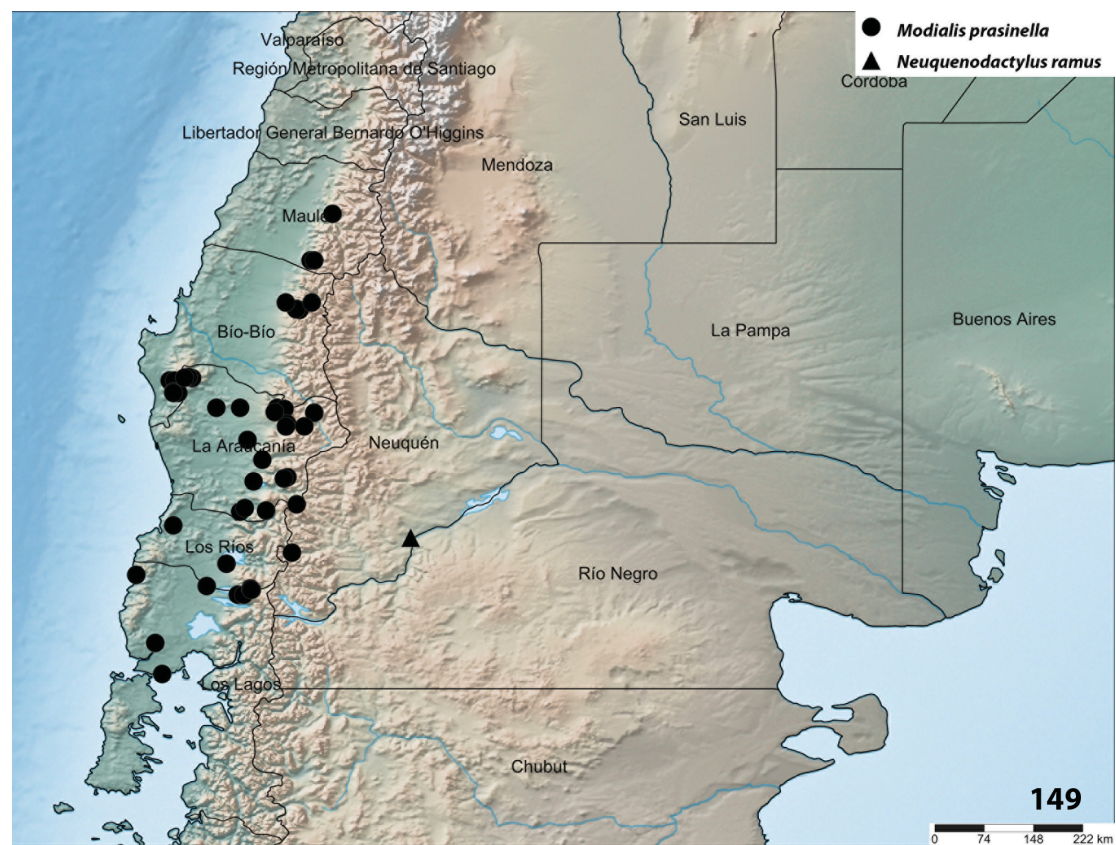 Modialis prasinella
Neuquenodactylus ramus
Valparaíso
Región Metropolitana de Santiago
Córdoba
San Luis
Libertador General Bernardo O'Higgins
Mendoza
Maule
Bío-Bío
La Pampa
Buenos Aires
La Araucanía
Neuquén
Los Ríos
Río Negro
Los Lagos
Chubut
149
0 74 148 222 km